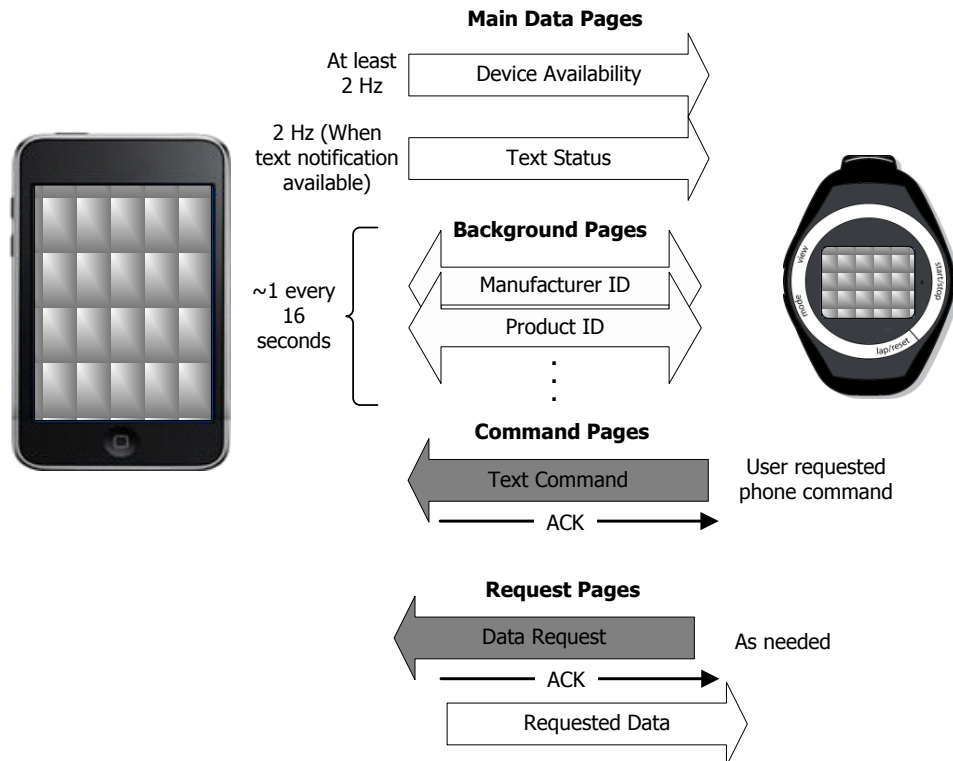 Main Data Pages
At least
2 Hz
Device Availability
2 Hz (When
text notification
available)
Text Status
Background Pages
~1 every
16
seconds
Manufacturer ID
Product ID
.
.
.
view
mode
start/stop
lap/reset
Command Pages
Text Command
User requested
phone command
ACK
Request Pages
Data Request
As needed
ACK
Requested Data